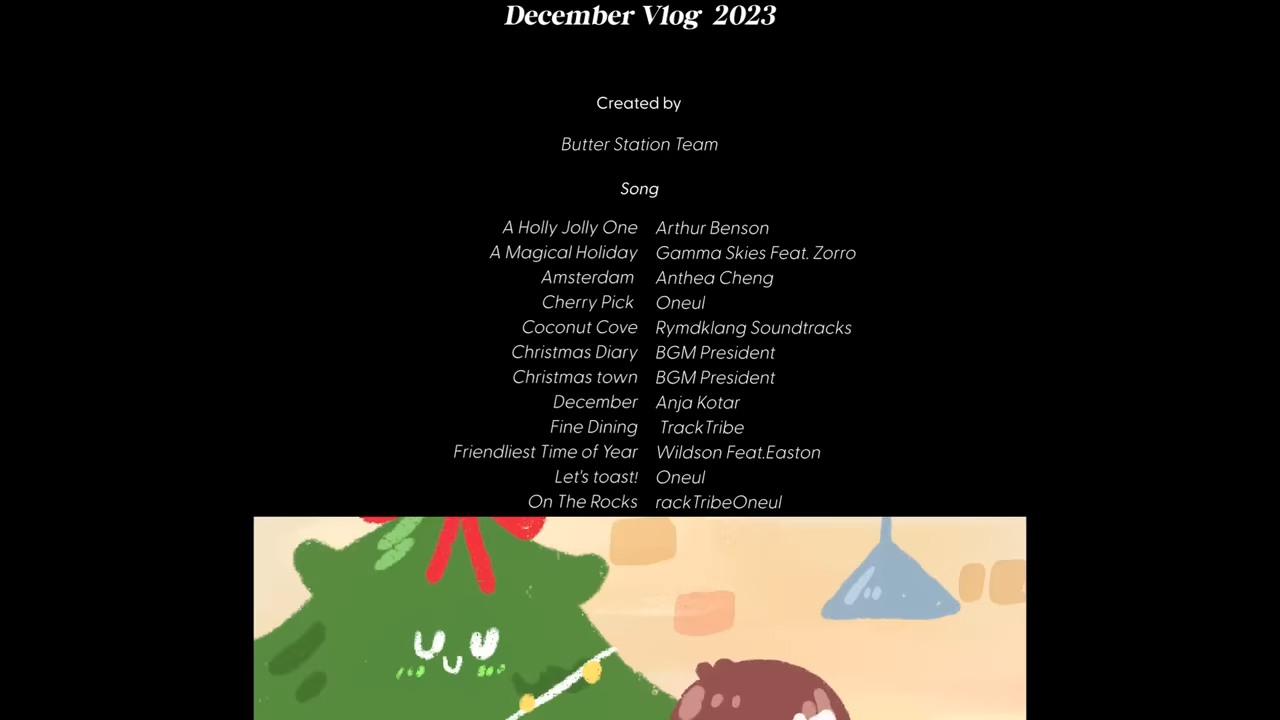 December Vlog 2023
Created by
Butter Station Team
Song
A Holly Jolly One Arthur Benson
A Magical Holiday Gamma Skies Feat. Zorro
Amsterdam Anthea Cheng
Cherry Pick Oneul
Coconut Cove Rymdklang Soundtracks
Christmas Diary BGM President
Christmas town BGM President
December Anja Kotar
Fine Dining TrackTribe
Friendliest Time of Year Wildson Feat.Easton
Let's toast! Oneul
On The Rocks rackTribeOneul